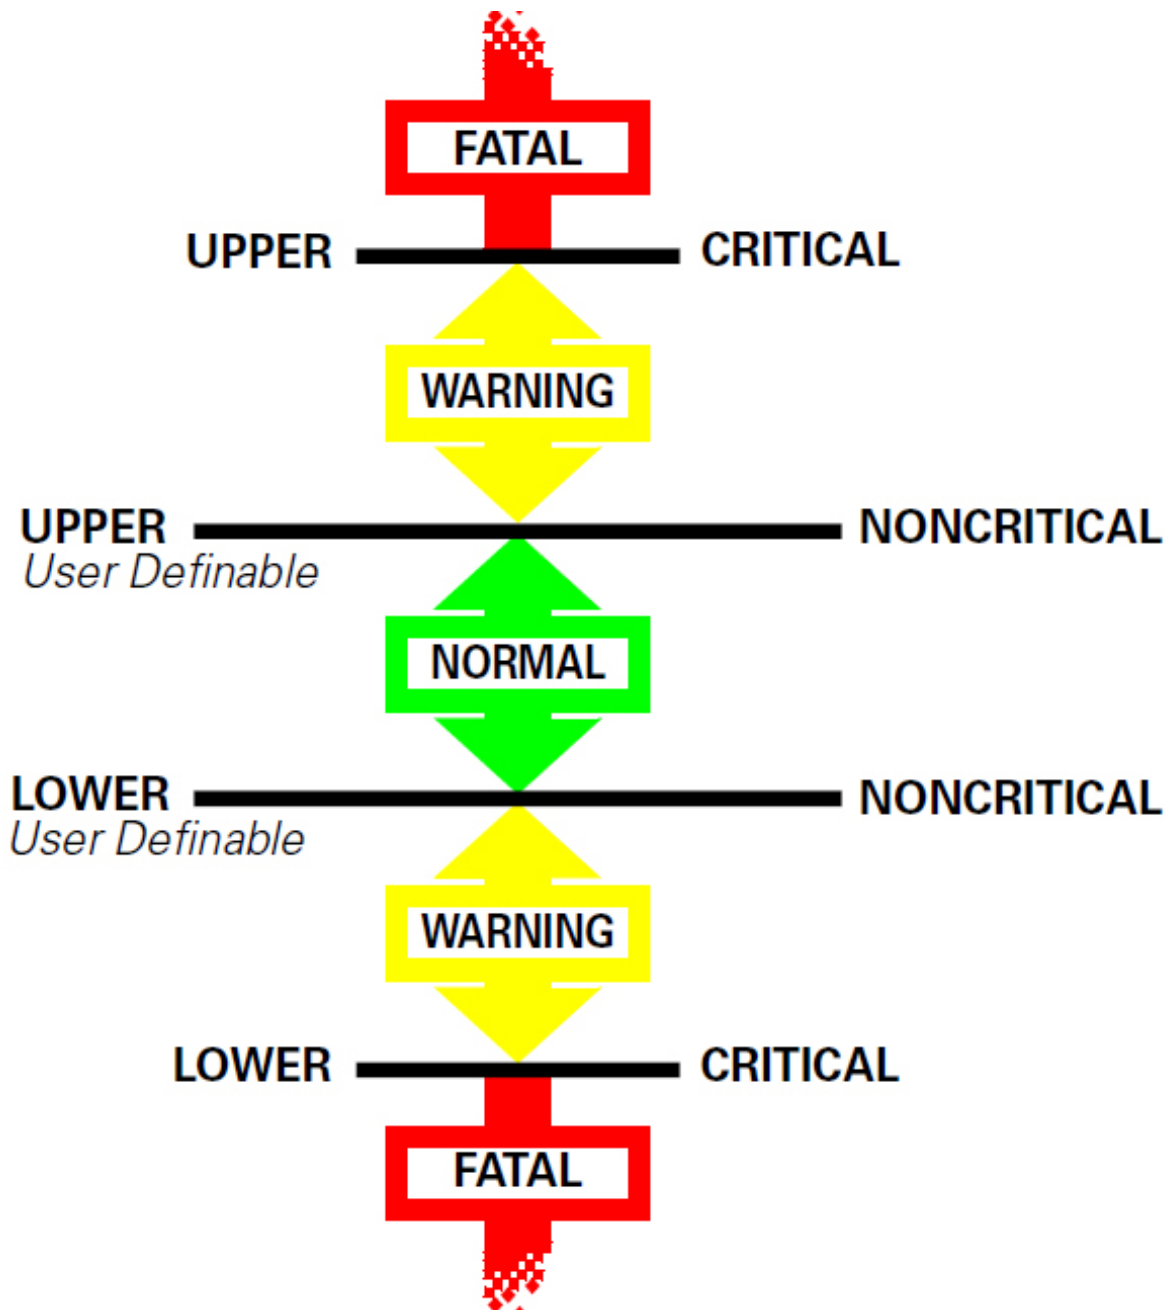 FATAL
UPPER CRITICAL
WARNING
UPPER NONCRITICAL
User Definable
NORMAL
LOWER NONCRITICAL
User Definable
WARNING
LOWER CRITICAL
FATAL